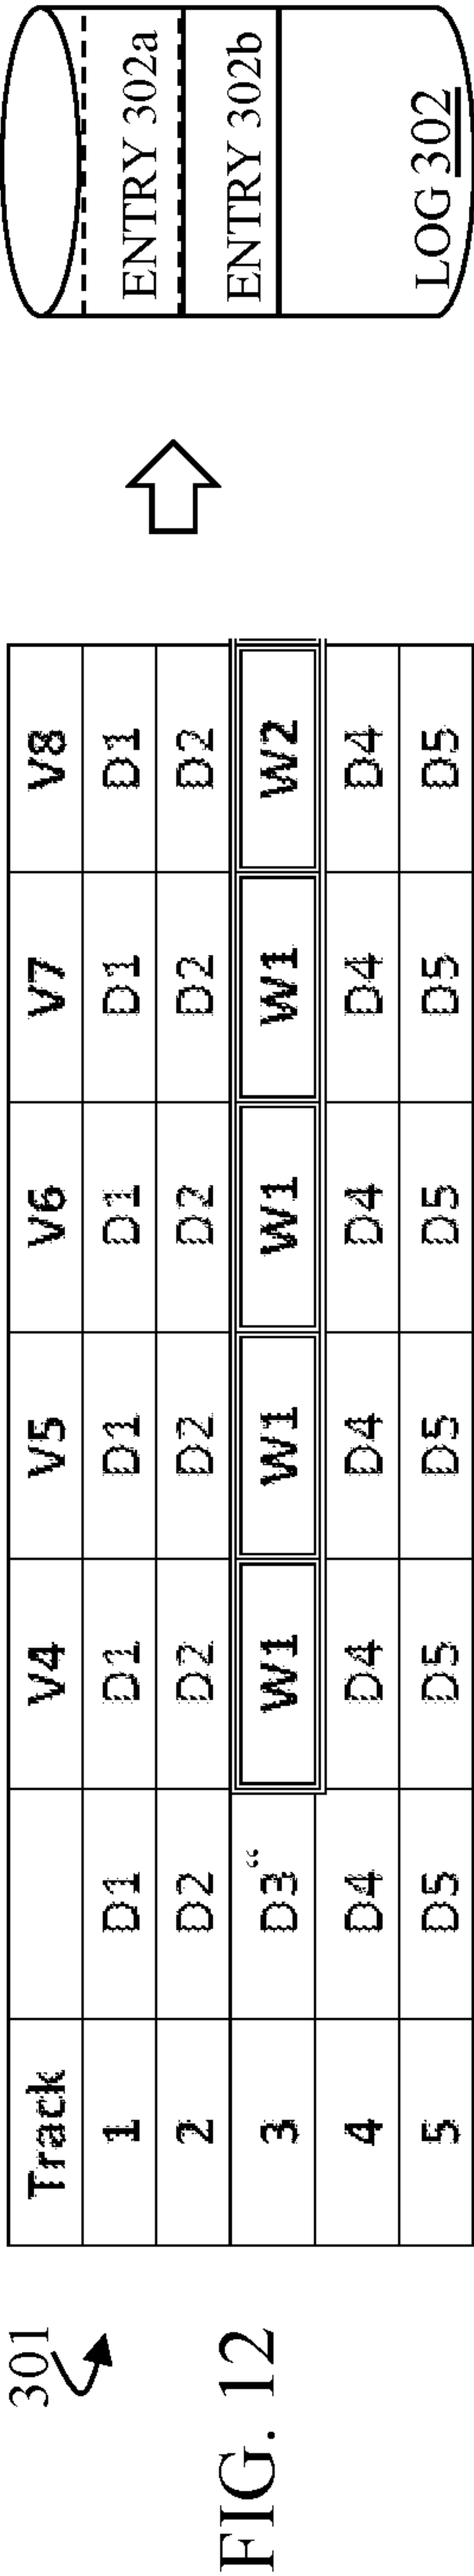 301
Track V4 V5 V6 V7 V8
1 D1 D1 D1 D1 D1 D1
2 D2 D2 D2 D2 D2 D2
3 D3“ W1 W1 W1 W1 W2
4 D4 D4 D4 D4 D4 D4
5 D5 D5 D5 D5 D5 D5
ENTRY 302a
ENTRY 302b
LOG 302
FIG. 12